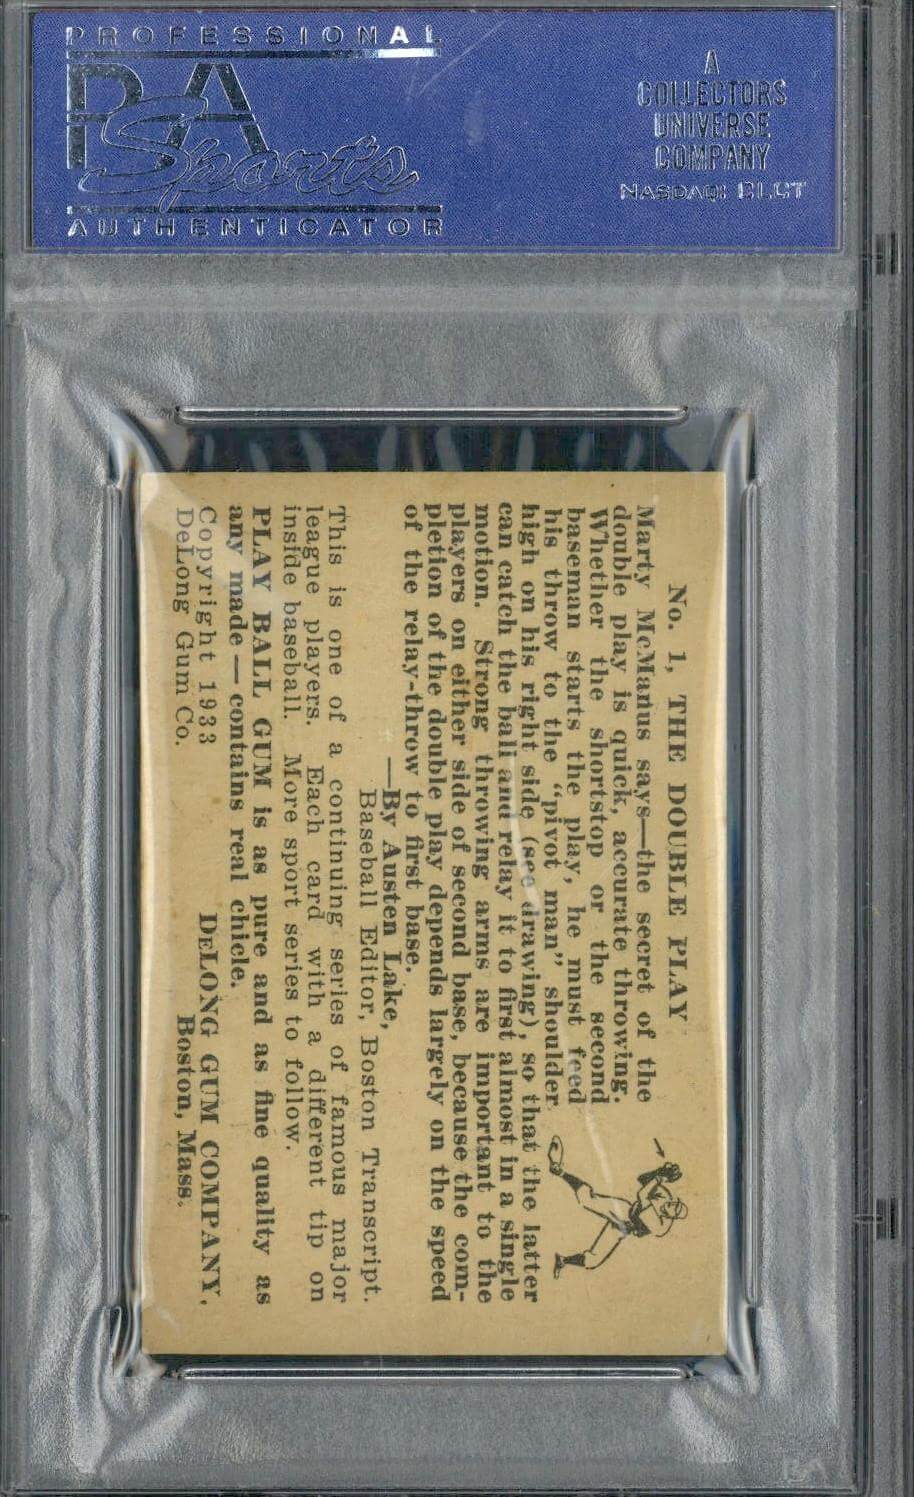 PROFESSIONAL
PSA
Sports
AUTHENTICATOR
A
COLLECTORS
UNIVERSE
COMPANY
NASDAQ: CLCT
No. 1, THE DOUBLE PLAY
Marty McManus says—the secret of the
double play is quick, accurate throwing.
Whether the shortstop or the second
baseman starts the play, he must feed
his throw to the "pivot man" shoulder
high on his right side (see drawing), so that the latter
can catch the ball and relay it to first almost in a single
motion. Strong throwing arms are important to the
players on either side of second base, because the com-
pletion of the double play depends largely on the speed
of the relay-throw to first base.
—By Austen Lake,
Baseball Editor, Boston Transcript.
This is one of a continuing series of famous major
league players. Each card with a different tip on
inside baseball. More sport series to follow.
PLAY BALL GUM is as pure and as fine quality as
any made—contains real chicle.
Copyright 1933 DELONG GUM COMPANY,
DeLong Gum Co. Boston, Mass.